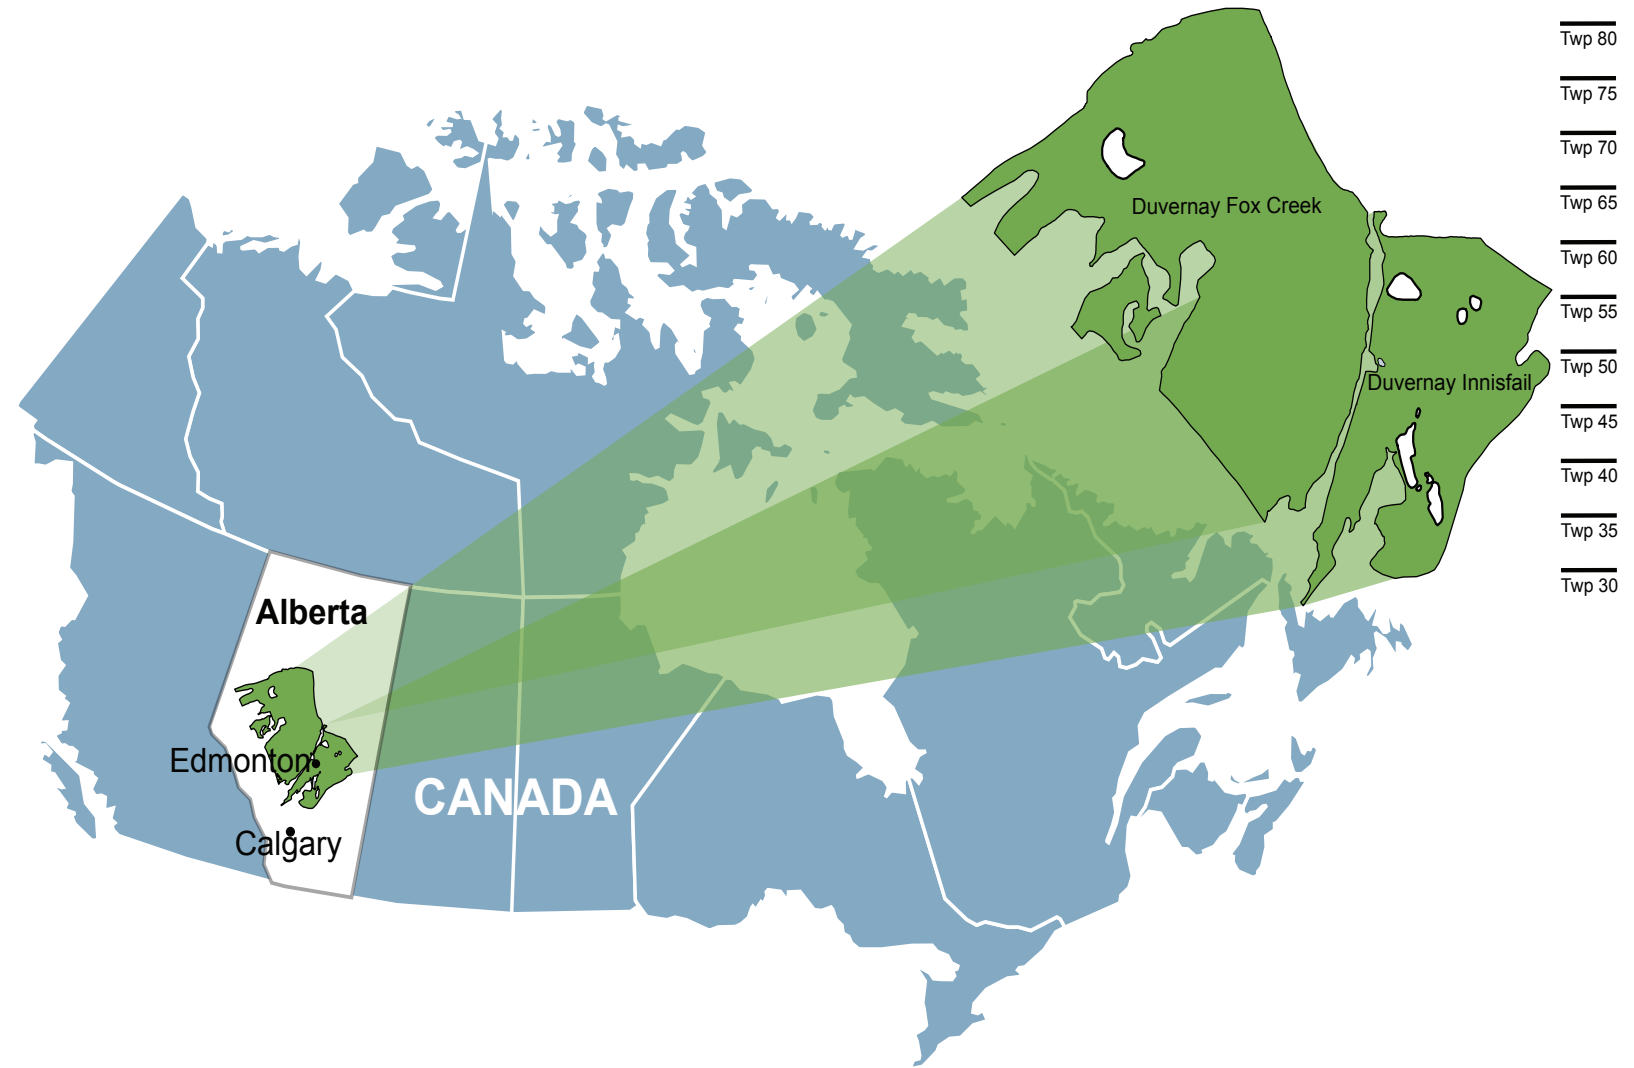 Twp 80
Twp 75
Twp 70
Twp 65
Duvernay Fox Creek
Twp 60
Twp 55
Twp 50
Duvernay Innisfail
Twp 45
Twp 40
Twp 35
Twp 30
Alberta
Edmonton
CANADA
Calgary